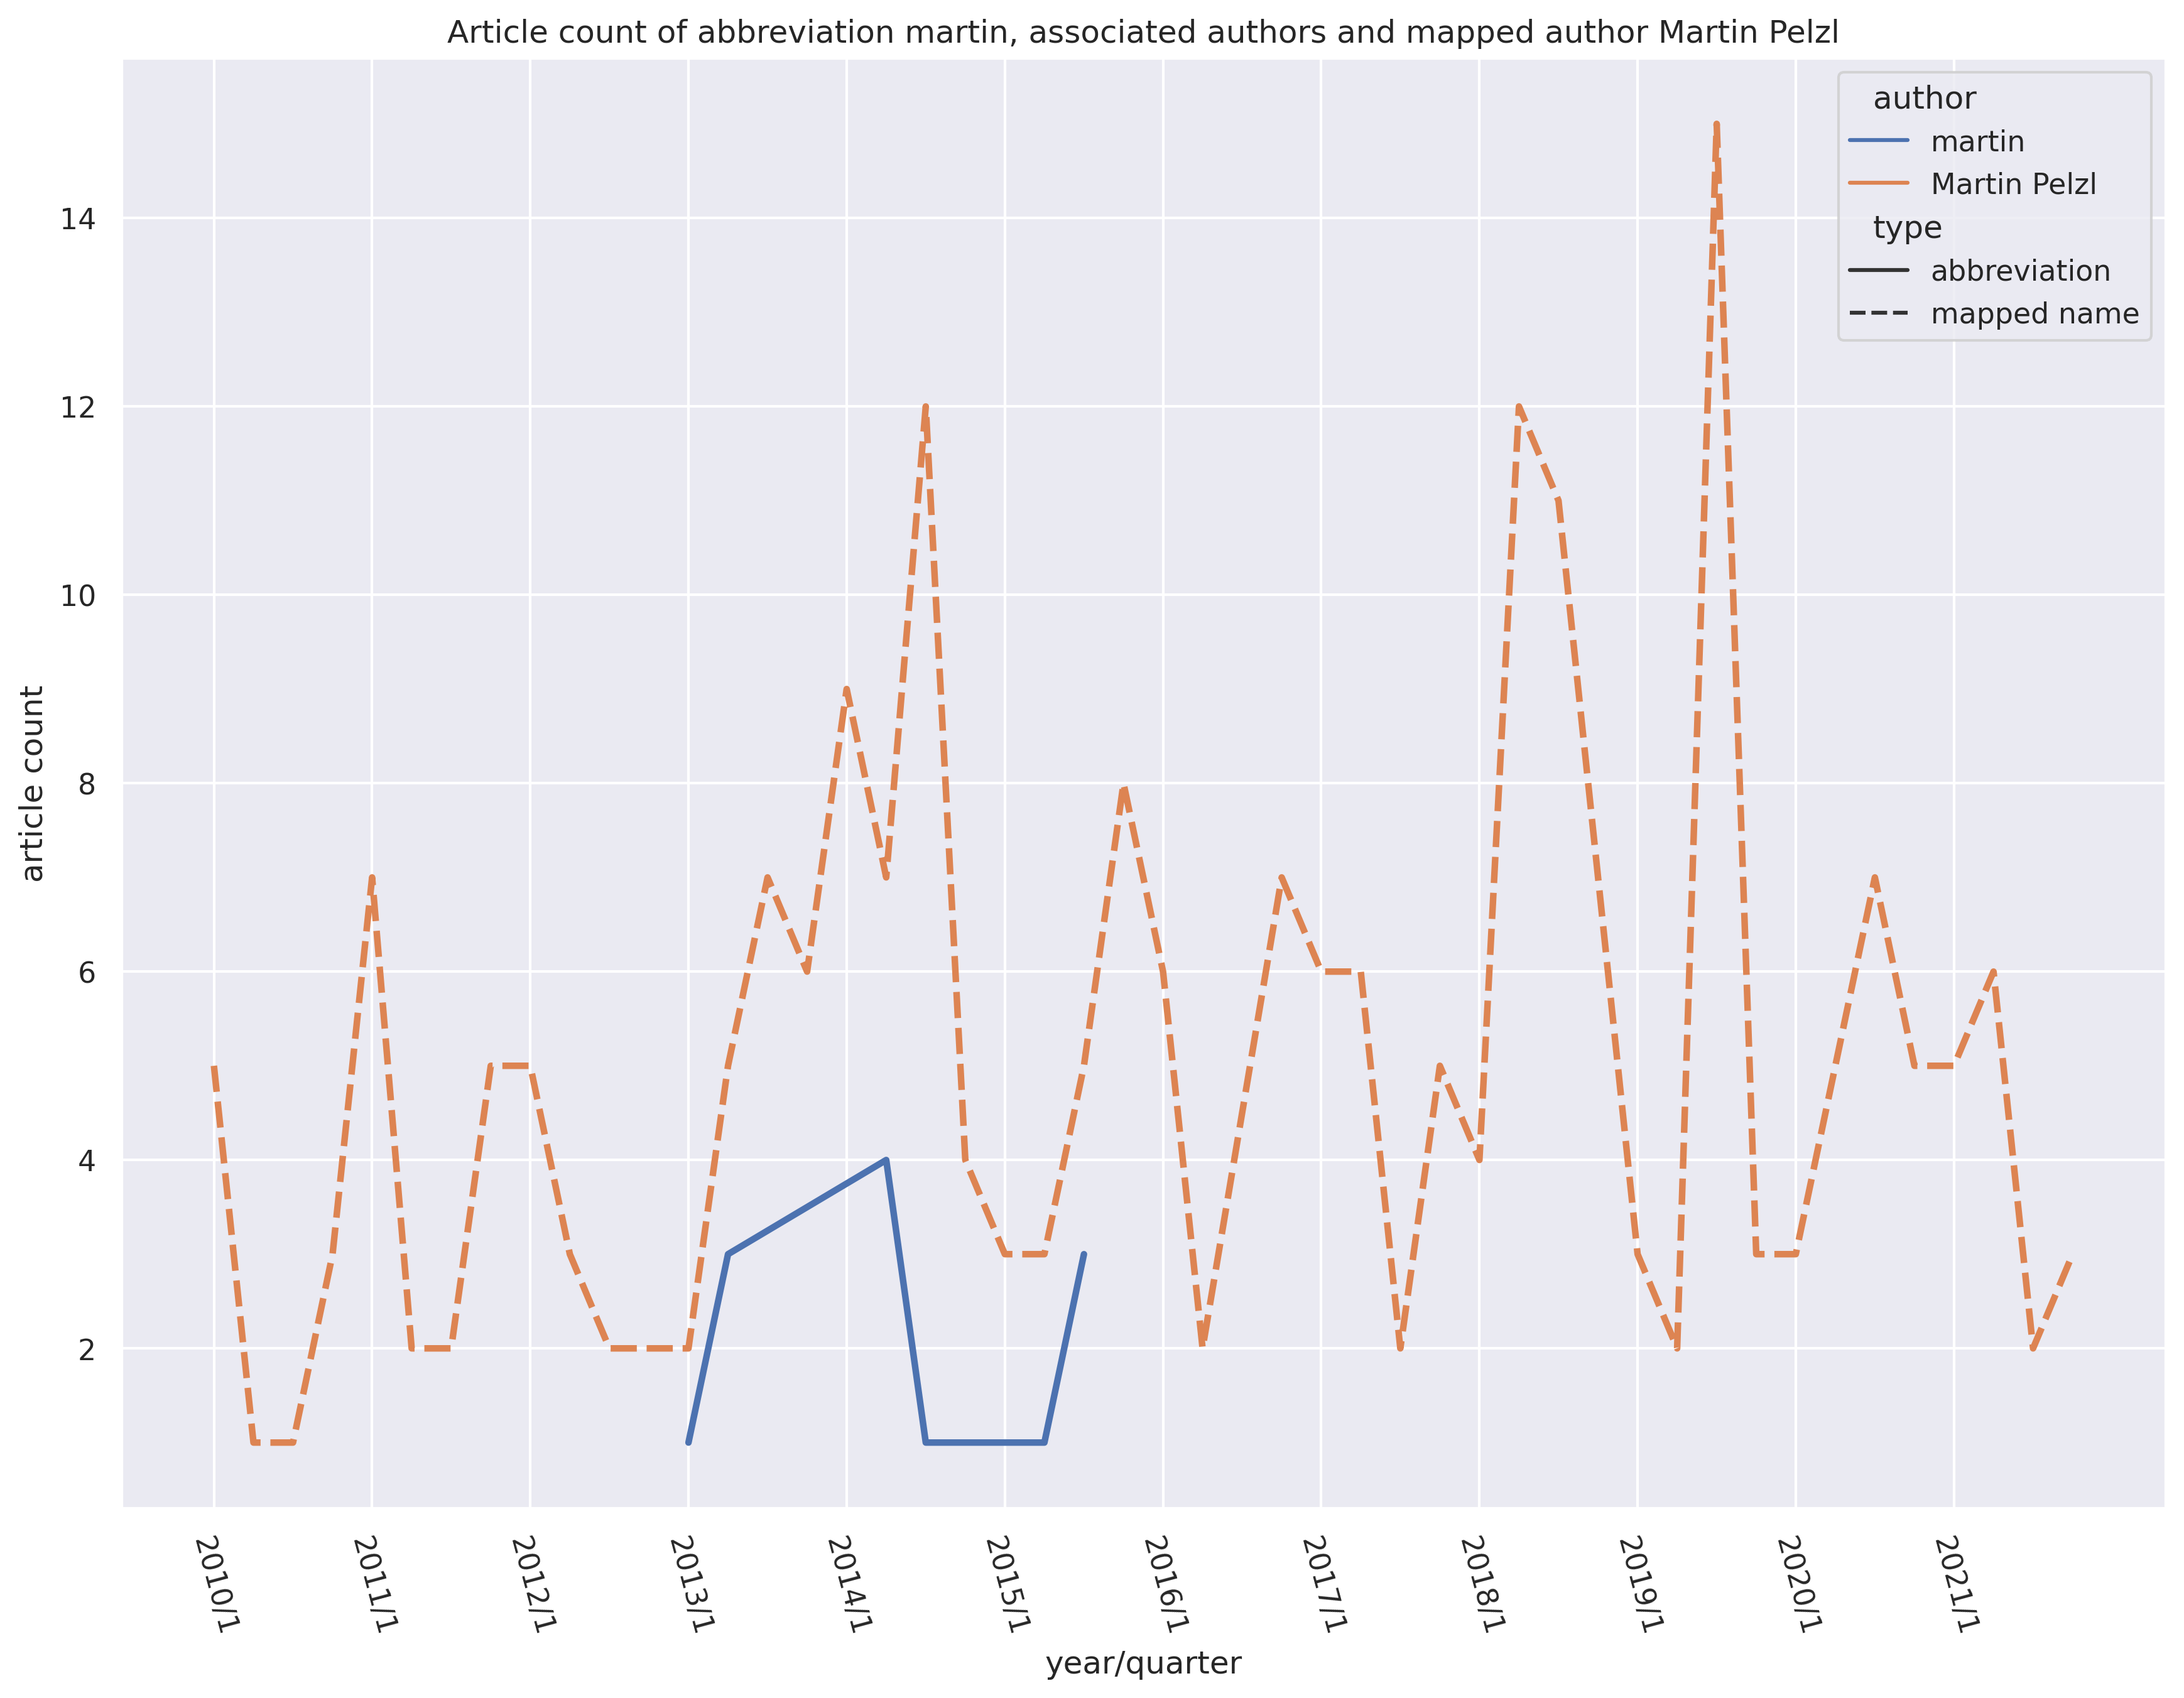 Article count of abbreviation martin, associated authors and mapped author Martin Pelzl
author
martin
Martin Pelzl
type
abbreviation
mapped name
article count
14
12
10
8
6
4
2
2010/1
2011/1
2012/1
2013/1
2014/1
2015/1
2016/1
2017/1
2018/1
2019/1
2020/1
2021/1
year/quarter